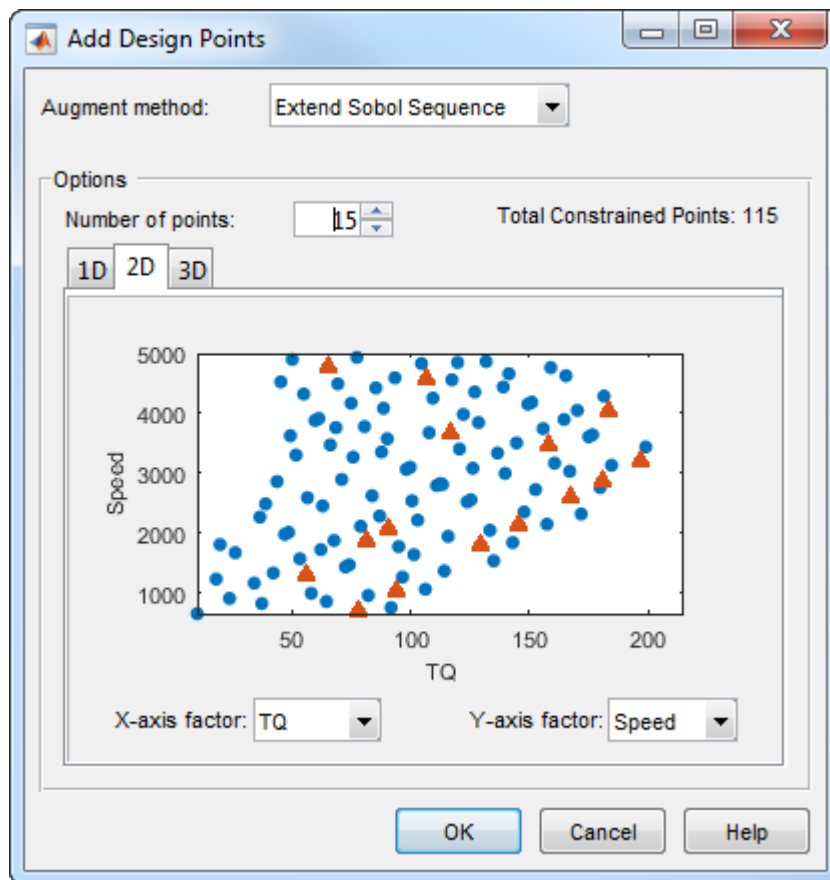 Add Design Points
Augment method: Extend Sobol Sequence
Options
Number of points: 15 Total Constrained Points: 115
1D 2D 3D
5000
4000
3000
2000
1000
Speed
50 100 150 200
TQ
X-axis factor: TQ Y-axis factor: Speed
OK Cancel Help